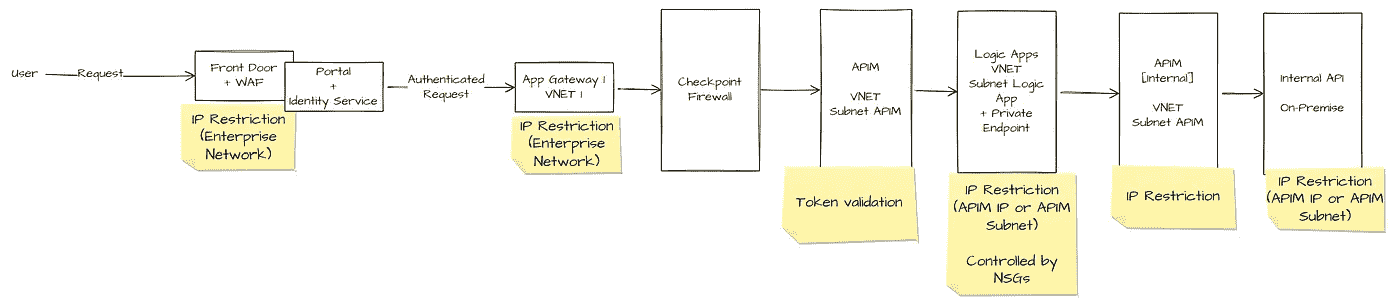 User
Request
Front Door
+ WAF
IP Restriction
(Enterprise
Network)
Portal
+
Identity Service
Authenticated
Request
App Gateway 1
VNET 1
IP Restriction
(Enterprise
Network)
Checkpoint
Firewall
APIM
VNET
Subnet APIM
Token validation
Logic Apps
VNET
Subnet Logic
App
+ Private
Endpoint
IP Restriction
(APIM IP or APIM
Subnet)
Controlled by
NSGs
APIM
[Internal]
VNET
Subnet APIM
IP Restriction
Internal API
On-Premise
IP Restriction
(APIM IP or APIM
Subnet)